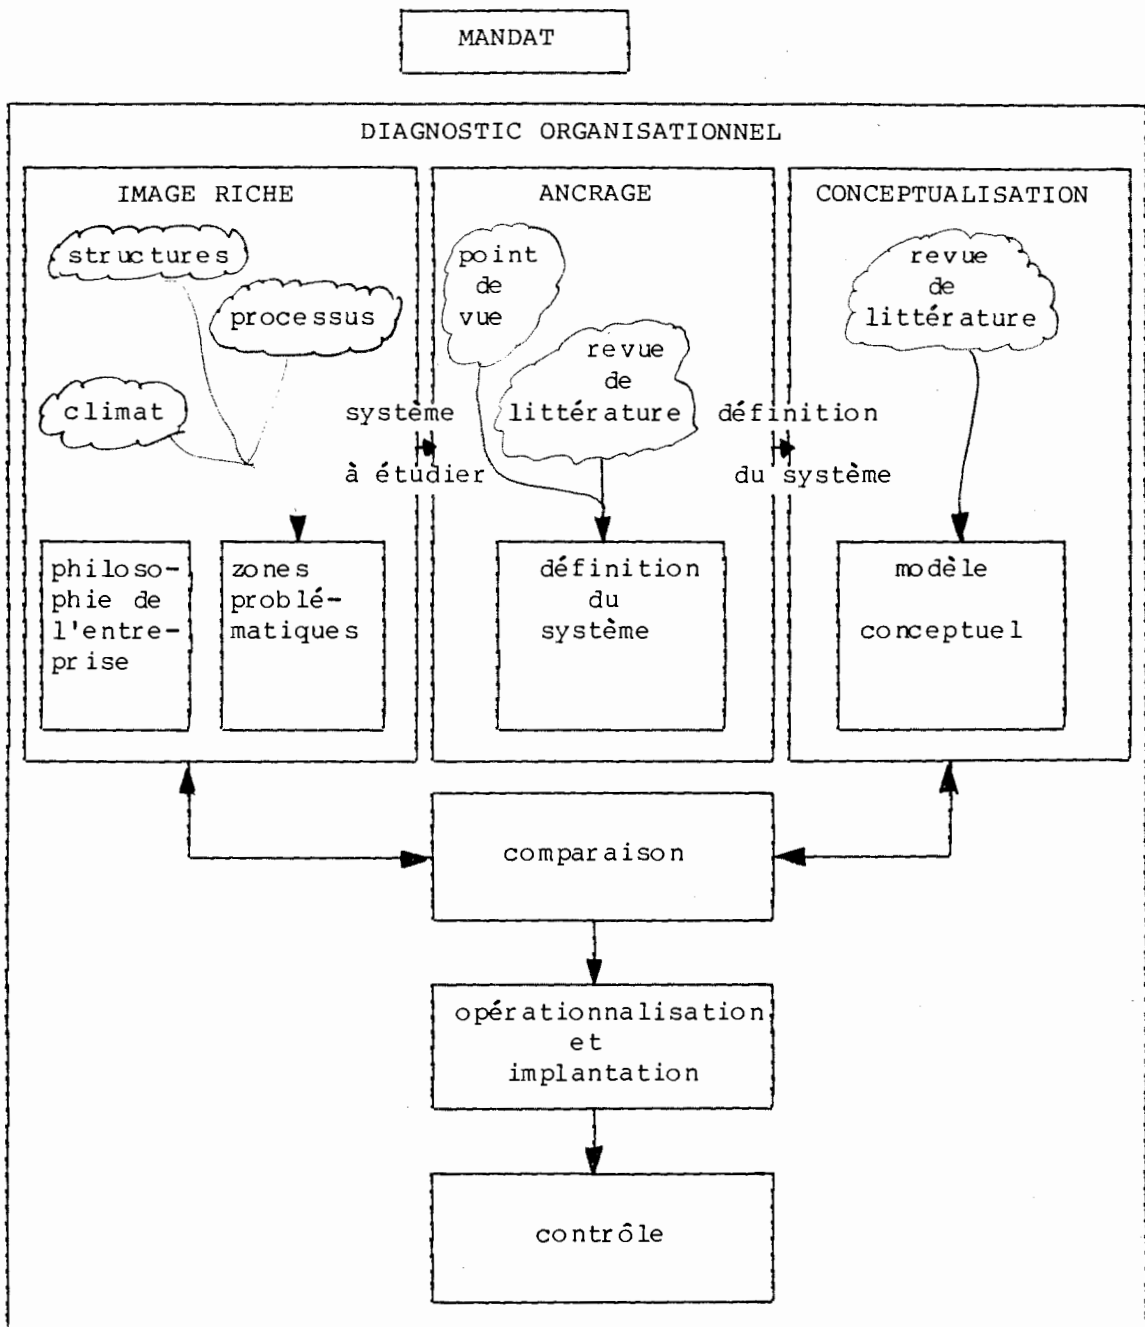 MANDAT
DIAGNOSTIC ORGANISATIONNEL
IMAGE RICHE
structures
processus
climat
système
à étudier
philoso-
phie de
l'entre-
prise
zones
problé-
matiques
ANCRAGE
point
de
vue
revue
de
littérature
définition
du système
définition
du
système
CONCEPTUALISATION
revue
de
littérature
modèle
conceptuel
comparaison
opérationnalisation
et
implantation
contrôle